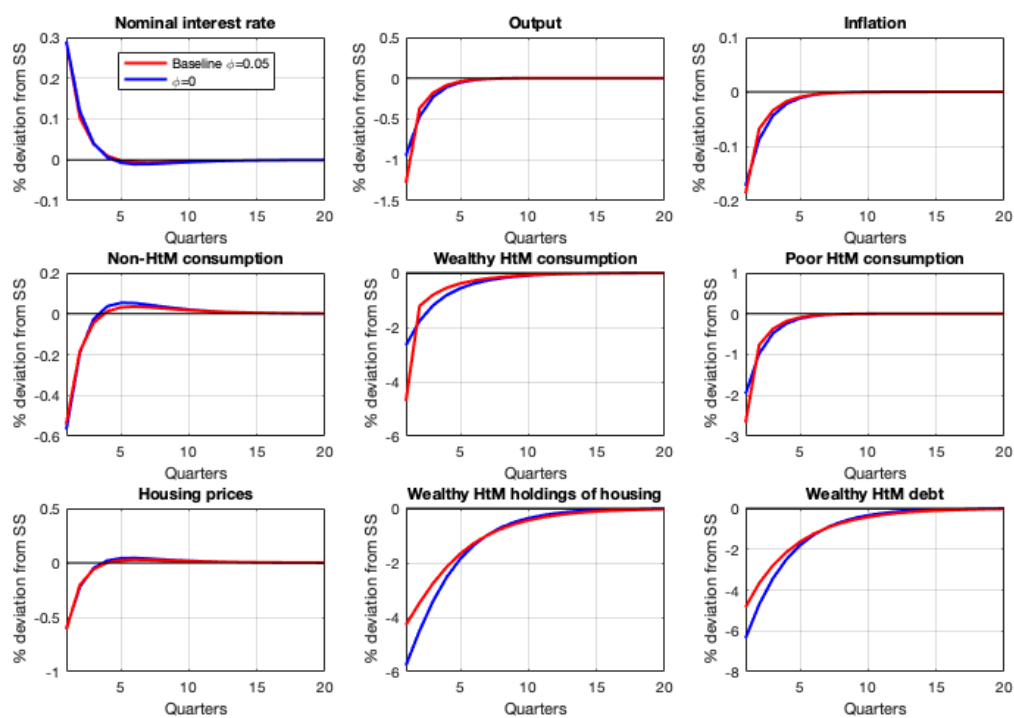 Nominal interest rate
% deviation from SS
0.3
0.2
0.1
0
-0.1
Baseline ϕ=0.05
ϕ=0
5 10 15 20
Quarters
Output
% deviation from SS
0.5
0
-0.5
-1
-1.5
5 10 15 20
Quarters
Inflation
% deviation from SS
0.1
0
-0.1
-0.2
5 10 15 20
Quarters
Non-HtM consumption
% deviation from SS
0.2
0
-0.2
-0.4
-0.6
5 10 15 20
Quarters
Wealthy HtM consumption
% deviation from SS
0
-2
-4
-6
5 10 15 20
Quarters
Poor HtM consumption
% deviation from SS
1
0
-1
-2
-3
5 10 15 20
Quarters
Housing prices
% deviation from SS
0.5
0
-0.5
-1
5 10 15 20
Quarters
Wealthy HtM holdings of housing
% deviation from SS
0
-2
-4
-6
5 10 15 20
Quarters
Wealthy HtM debt
% deviation from SS
0
-2
-4
-6
-8
5 10 15 20
Quarters